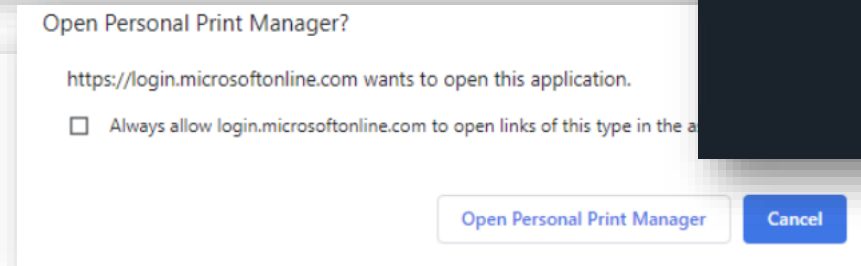 Open Personal Print Manager?
https://login.microsoftonline.com wants to open this application.
Always allow login.microsoftonline.com to open links of this type in the
Open Personal Print Manager
Cancel